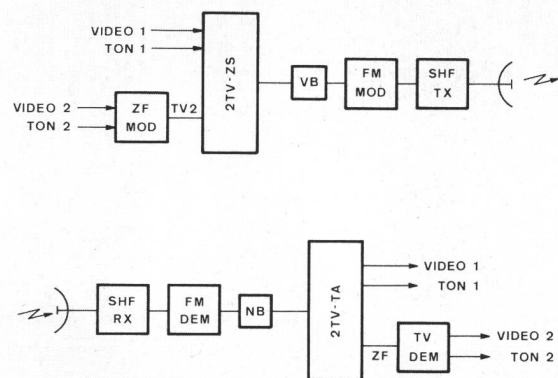 VIDEO 1
TON 1
VIDEO 2
TON 2
ZF
MOD
TV2
2TV-ZS
VB
FM
MOD
SHF
TX
SHF
RX
FM
DEM
NB
2TV-TA
VIDEO 1
TON 1
ZF
TV
DEM
VIDEO 2
TON 2